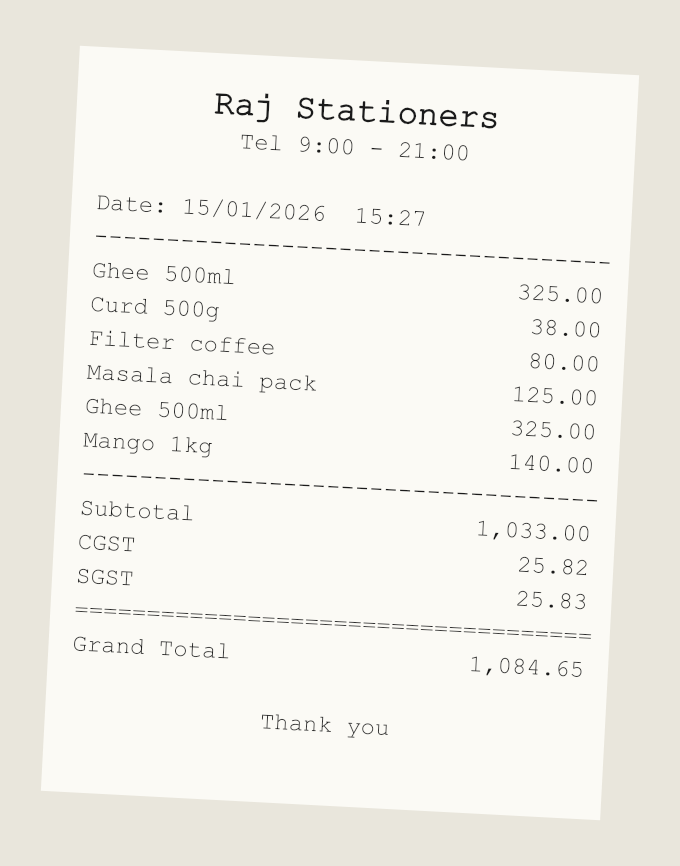 Raj Stationers
Tel 9:00 - 21:00
Date: 15/01/2026  15:27
------------------------------------
Ghee 500ml 325.00
Curd 500g 38.00
Filter coffee 80.00
Masala chai pack 125.00
Ghee 500ml 325.00
Mango 1kg 140.00
------------------------------------
Subtotal 1,033.00
CGST 25.82
SGST 25.83
====================================
Grand Total 1,084.65
Thank you